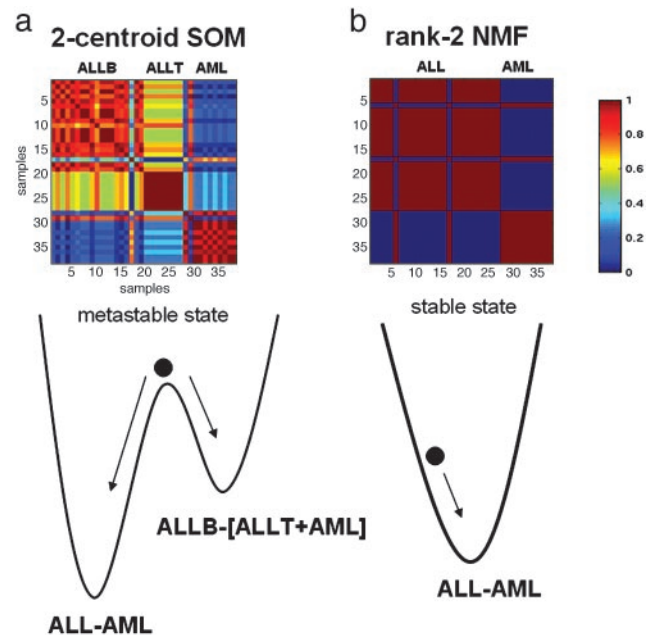 a
2-centroid SOM
ALLB ALLT AML
samples
5
10
15
20
25
30
35
5 10 15 20 25 30 35
samples
metastable state
ALLB-[ALLT+AML]
ALL-AML
b
rank-2 NMF
ALL AML
5
10
15
20
25
30
35
5 10 15 20 25 30 35
1
0.8
0.6
0.4
0.2
0
stable state
ALL-AML